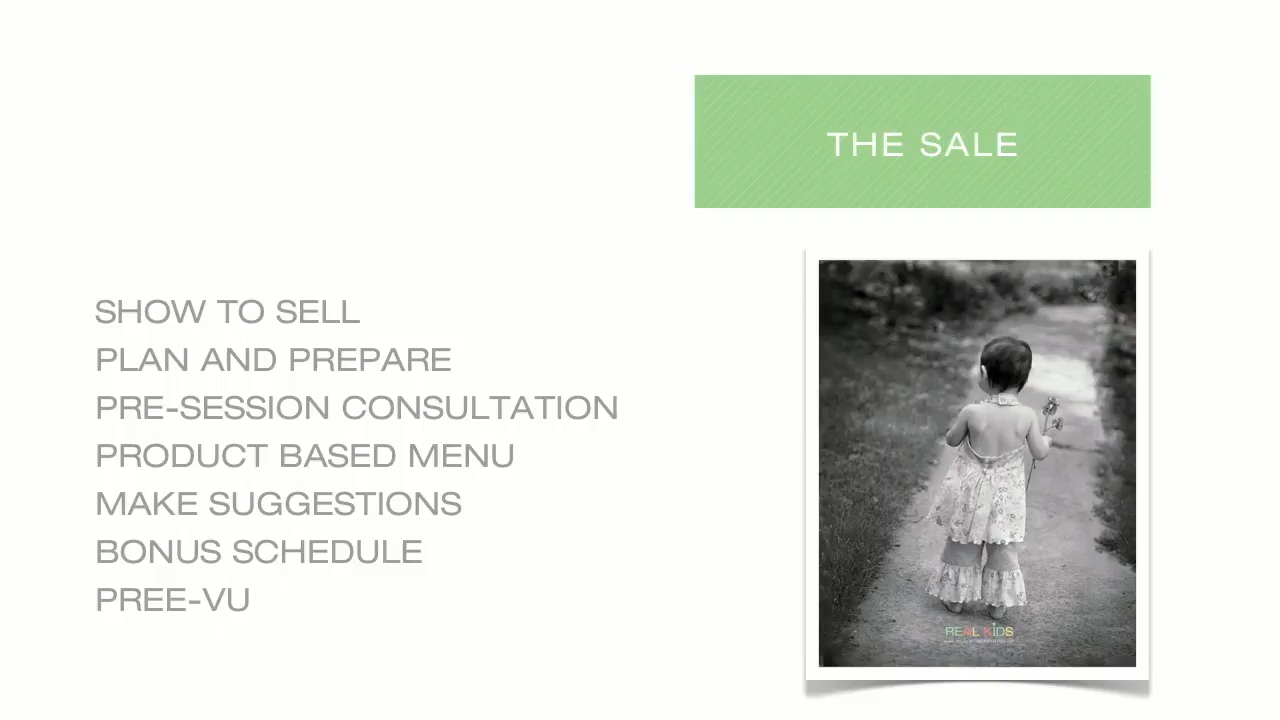 THE SALE
SHOW TO SELL
PLAN AND PREPARE
PRE-SESSION CONSULTATION
PRODUCT BASED MENU
MAKE SUGGESTIONS
BONUS SCHEDULE
PREE-VU
REAL KiDS